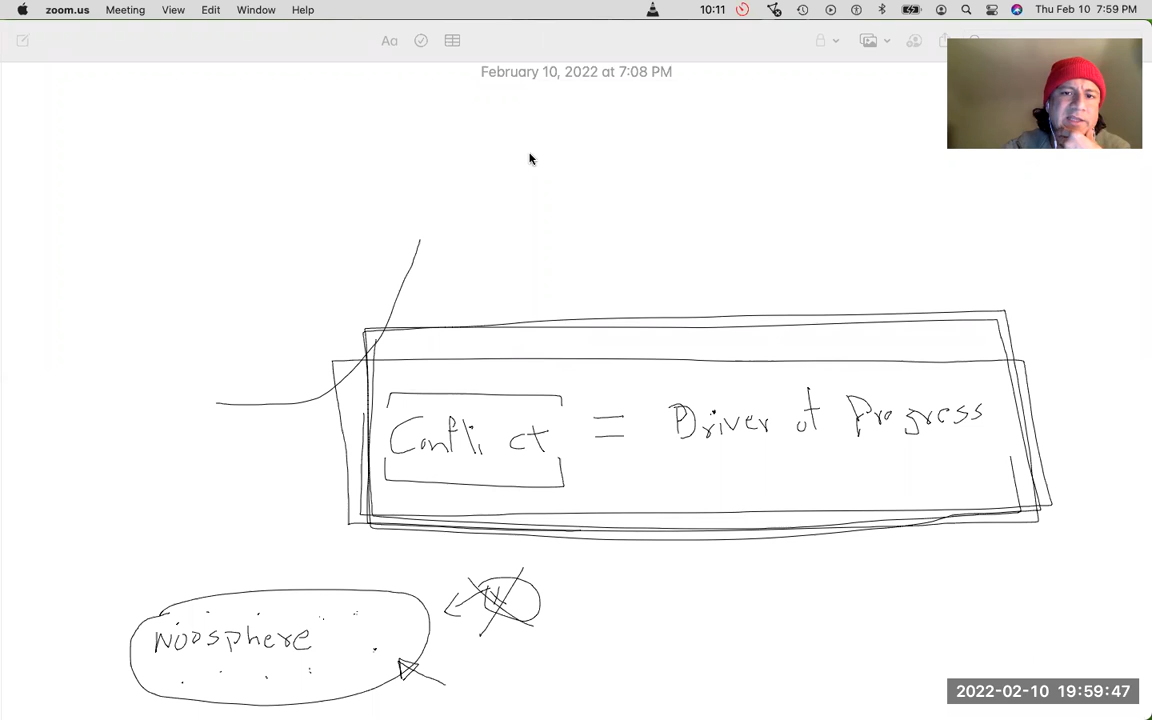 zoom.us Meeting View Edit Window Help 10:11 Thu Feb 10 7:59 PM
Aa
February 10, 2022 at 7:08 PM
Conflict = Driver of Progress
Noosphere
2022-02-10 19:59:47